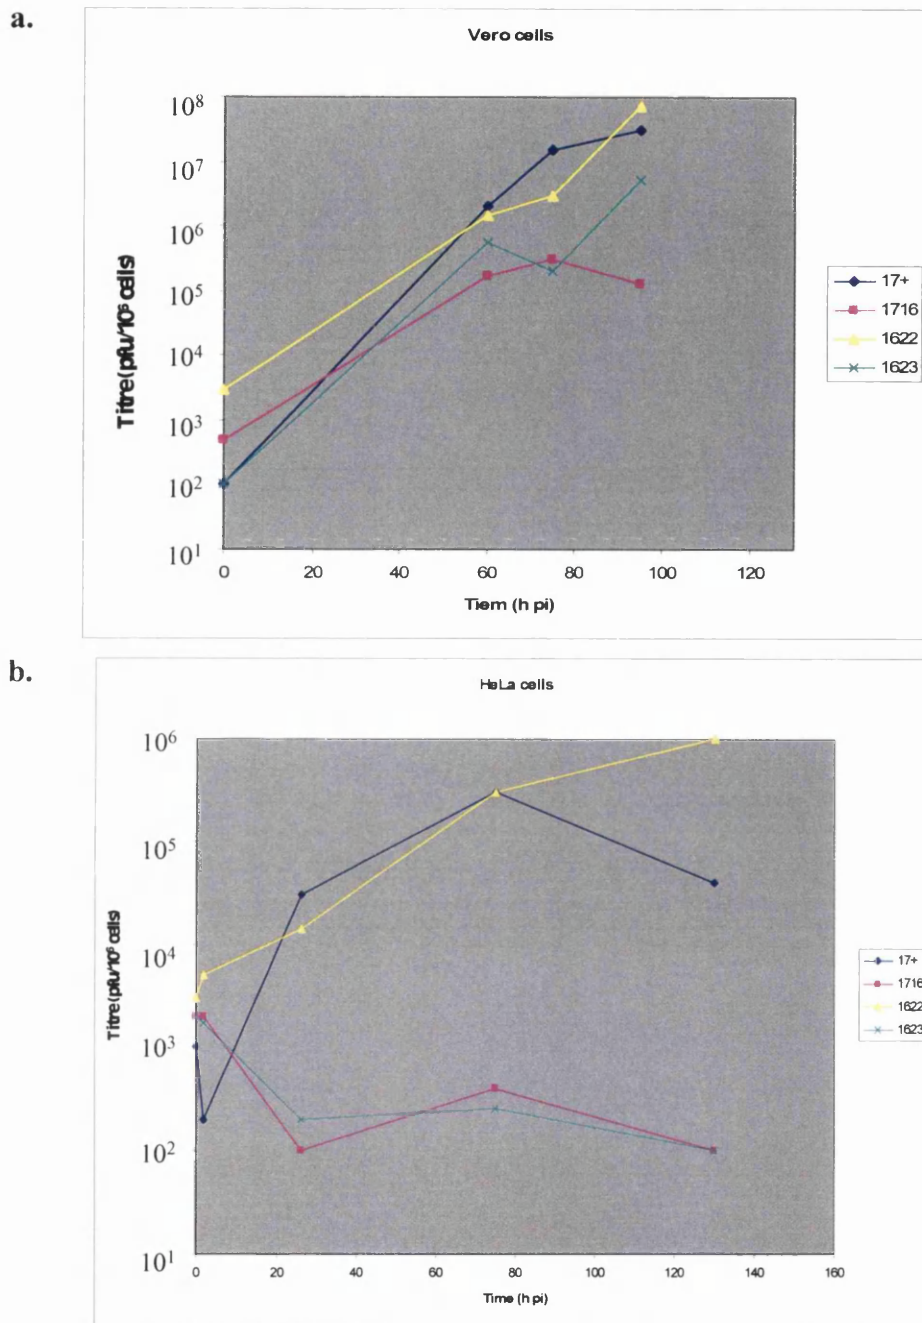 a.
Vero cells
Titre (pfu/10⁶ cells)
10⁸
10⁷
10⁶
10⁵
10⁴
10³
10²
10¹
0 20 40 60 80 100 120
Tiem (h pi)
17+
1716
1622
1623
b.
HeLa cells
Titre (pfu/10⁶ cells)
10⁶
10⁵
10⁴
10³
10²
10¹
0 20 40 60 80 100 120 140 160
Time (h pi)
17+
1716
1622
1623